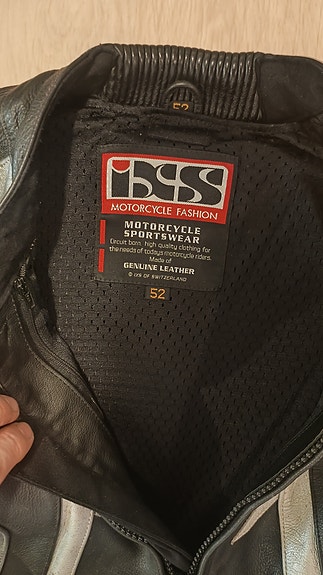 52
ixs
MOTORCYCLE FASHION
MOTORCYCLE
SPORTSWEAR
Circuit born, high quality clothing for
the needs of todays motorcycle riders.
Made of
GENUINE LEATHER
© IXS OF SWITZERLAND
52